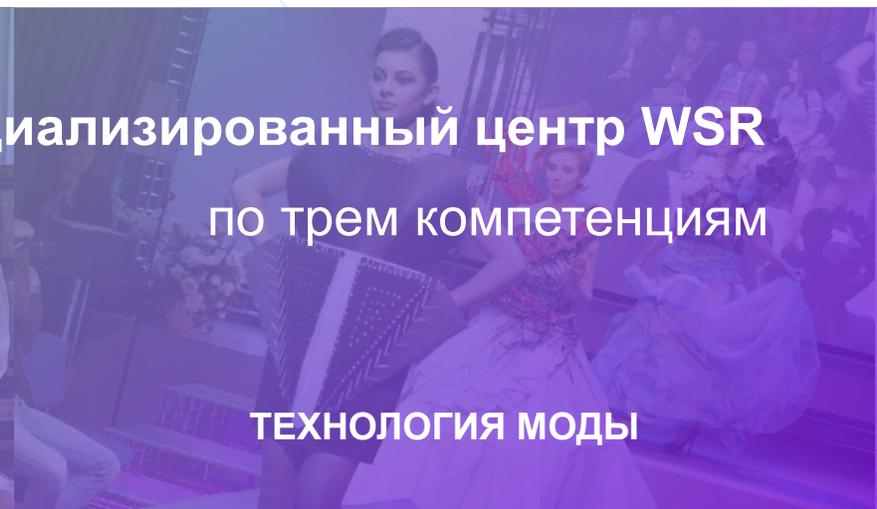 циализированный центр WSR
по трем компетенциям
ТЕХНОЛОГИЯ МОДЫ